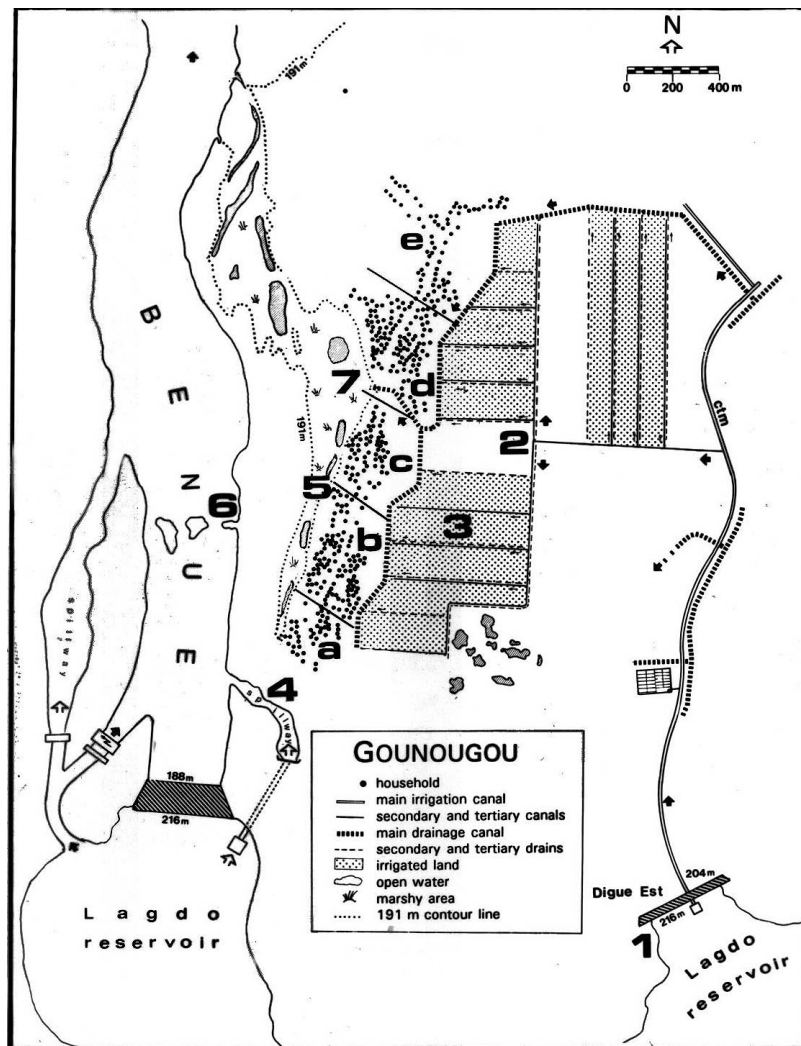 N
0 200 400 m
191m
e
B
E
N
U
E
d
7
2
ctm
191m
c
5
6
3
b
spillway
a
4
spillway
GOUNOUGOU
household
main irrigation canal
secondary and tertiary canals
main drainage canal
secondary and tertiary drains
irrigated land
open water
marshy area
191 m contour line
188m
216m
204m
Digue Est
216m
1
Lagdo
reservoir
Lagdo
reservoir